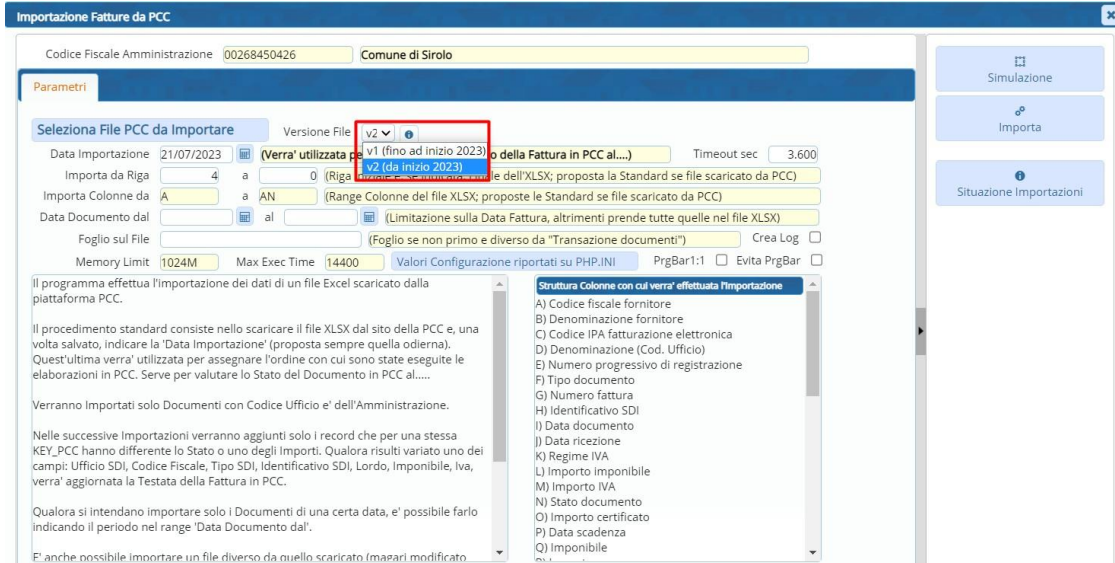 Importazione Fatture da PCC
Codice Fiscale Amministrazione 00268450426 Comune di Sirolo
Parametri
Seleziona File PCC da Importare Versione File v2
v1 (fino ad inizio 2023)
v2 (da inizio 2023)
Data Importazione 21/07/2023 (Verra' utilizzata pe o della Fattura in PCC al....) Timeout sec 3.600
Importa da Riga 4 a 0 (Riga dell'XLSX; proposta la Standard se file scaricato da PCC)
Importa Colonne da A a AN (Range Colonne del file XLSX; proposte le Standard se file scaricato da PCC)
Data Documento dal al (Limitazione sulla Data Fattura, altrimenti prende tutte quelle nel file XLSX)
Foglio sul File (Foglio se non primo e diverso da "Transazione documenti") Crea Log
Memory Limit 1024M Max Exec Time 14400 Valori Configurazione riportati su PHP.INI PrgBar1:1 Evita PrgBar
Il programma effettua l'importazione dei dati di un file Excel scaricato dalla
piattaforma PCC.
Il procedimento standard consiste nello scaricare il file XLSX dal sito della PCC e, una
volta salvato, indicare la 'Data Importazione' (proposta sempre quella odierna).
Quest'ultima verra' utilizzata per assegnare l'ordine con cui sono state eseguite le
elaborazioni in PCC. Serve per valutare lo Stato del Documento in PCC al.....
Verranno Importati solo Documenti con Codice Ufficio e' dell'Amministrazione.
Nelle successive Importazioni verranno aggiunti solo i record che per una stessa
KEY_PCC hanno differente lo Stato o uno degli Importi. Qualora risulti variato uno dei
campi: Ufficio SDI, Codice Fiscale, Tipo SDI, Identificativo SDI, Lordo, Imponibile, Iva,
verra' aggiornata la Testata della Fattura in PCC.
Qualora si intendano importare solo i Documenti di una certa data, e' possibile farlo
indicando il periodo nel range 'Data Documento dal'.
E' anche possibile importare un file diverso da quello scaricato (magari modificato
Struttura Colonne con cui verra' effettuata l'Importazione
A) Codice fiscale fornitore
B) Denominazione fornitore
C) Codice IPA fatturazione elettronica
D) Denominazione (Cod. Ufficio)
E) Numero progressivo di registrazione
F) Tipo documento
G) Numero fattura
H) Identificativo SDI
I) Data documento
J) Data ricezione
K) Regime IVA
L) Importo imponibile
M) Importo IVA
N) Stato documento
O) Importo certificato
P) Data scadenza
Q) Imponibile
Simulazione
Importa
Situazione Importazioni